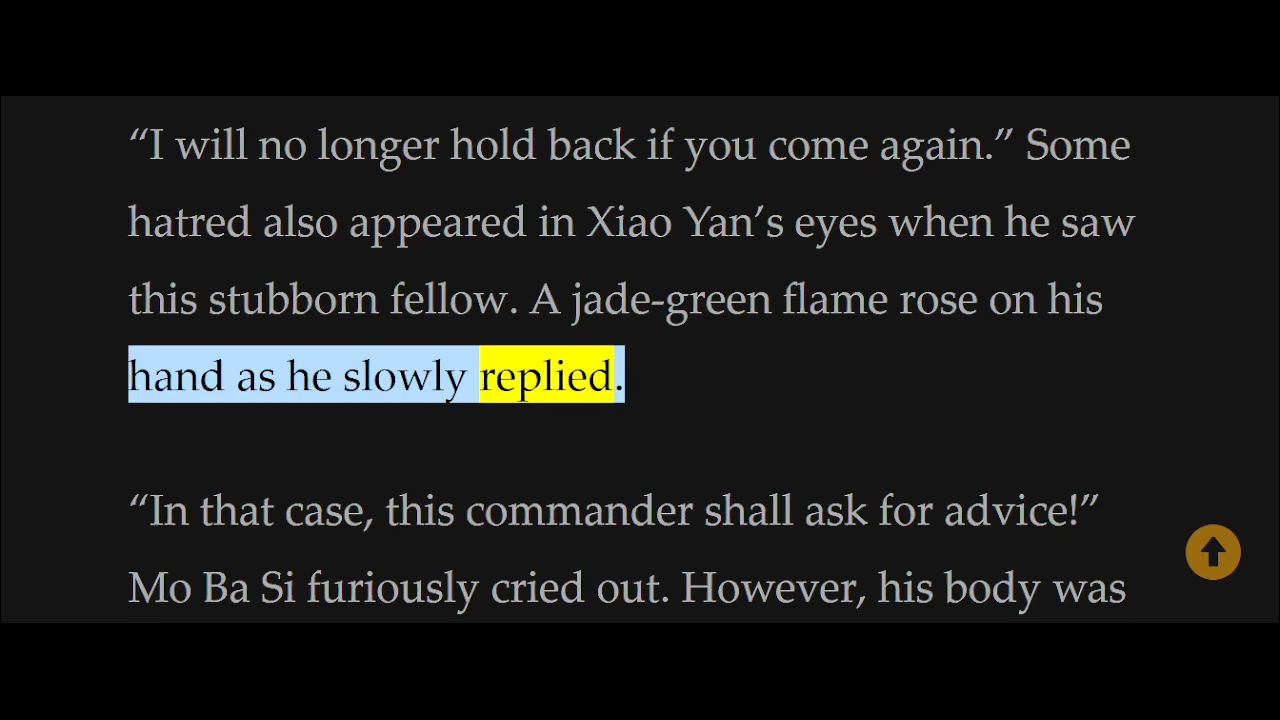 “I will no longer hold back if you come again.” Some
hatred also appeared in Xiao Yan’s eyes when he saw
this stubborn fellow. A jade-green flame rose on his
hand as he slowly replied.
“In that case, this commander shall ask for advice!”
Mo Ba Si furiously cried out. However, his body was